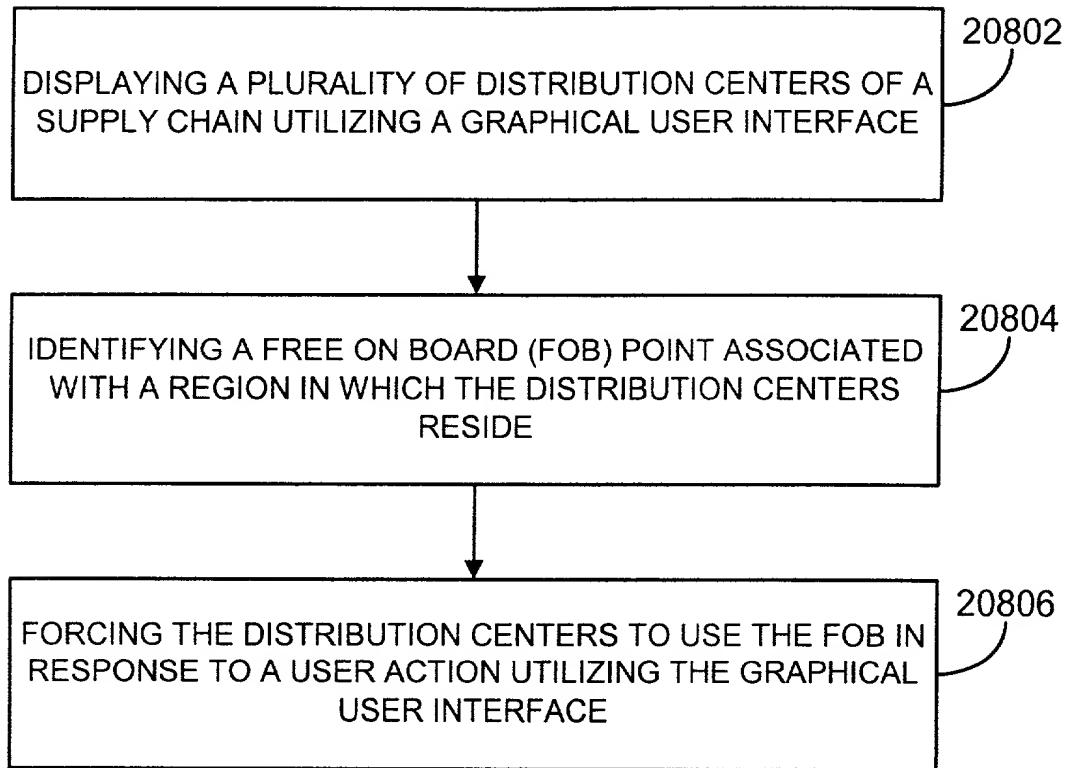 20802
DISPLAYING A PLURALITY OF DISTRIBUTION CENTERS OF A
SUPPLY CHAIN UTILIZING A GRAPHICAL USER INTERFACE
20804
IDENTIFYING A FREE ON BOARD (FOB) POINT ASSOCIATED
WITH A REGION IN WHICH THE DISTRIBUTION CENTERS
RESIDE
20806
FORCING THE DISTRIBUTION CENTERS TO USE THE FOB IN
RESPONSE TO A USER ACTION UTILIZING THE GRAPHICAL
USER INTERFACE